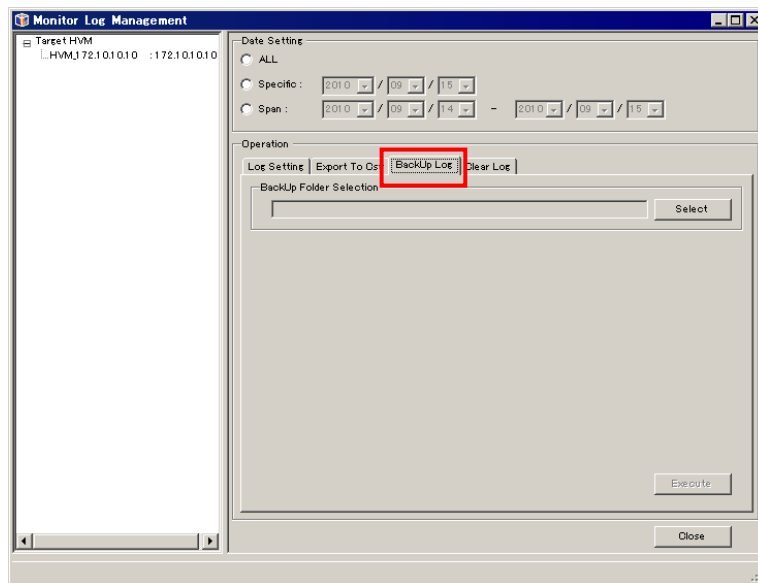 Monitor Log Management
Target HVM
HVM_172.10.10.10 : 172.10.10.10
Date Setting
ALL
Specific : 2010 / 09 / 15
Span : 2010 / 09 / 14 - 2010 / 09 / 15
Operation
Log Setting Export To Csv BackUp Log Clear Log
BackUp Folder Selection
Select
Execute
Close